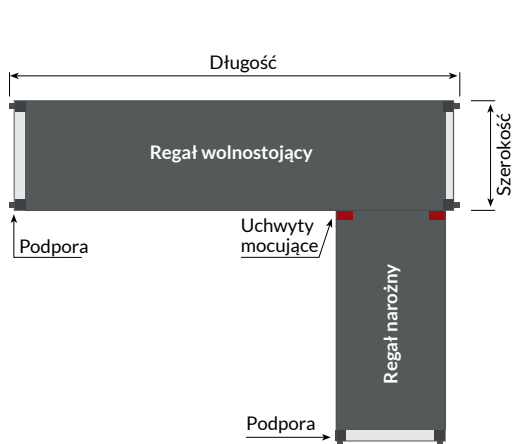 Długość
Regał wolnostojący
Szerokość
Podpora
Uchwyty
mocujące
Regał narożny
Podpora